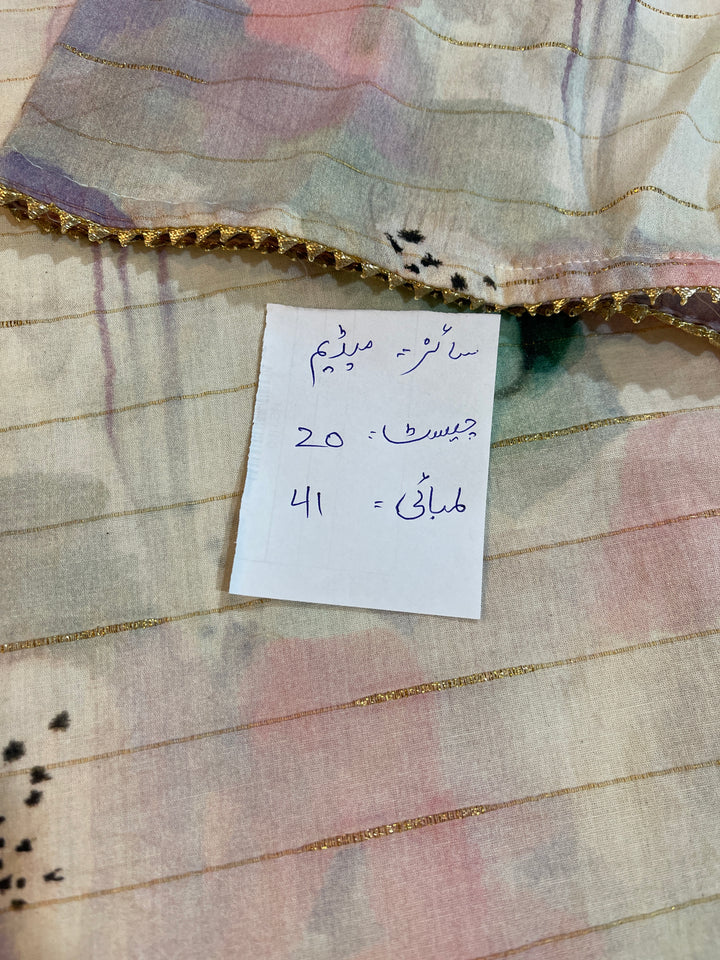 سائز = میڈیم
چیسٹ = 20
لمبائی = 41